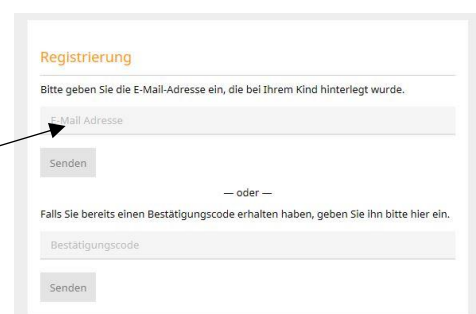 Registrierung
Bitte geben Sie die E-Mail-Adresse ein, die bei Ihrem Kind hinterlegt wurde.
E-Mail Adresse
Senden
— oder —
Falls Sie bereits einen Bestätigungscode erhalten haben, geben Sie ihn bitte hier ein.
Bestätigungscode
Senden